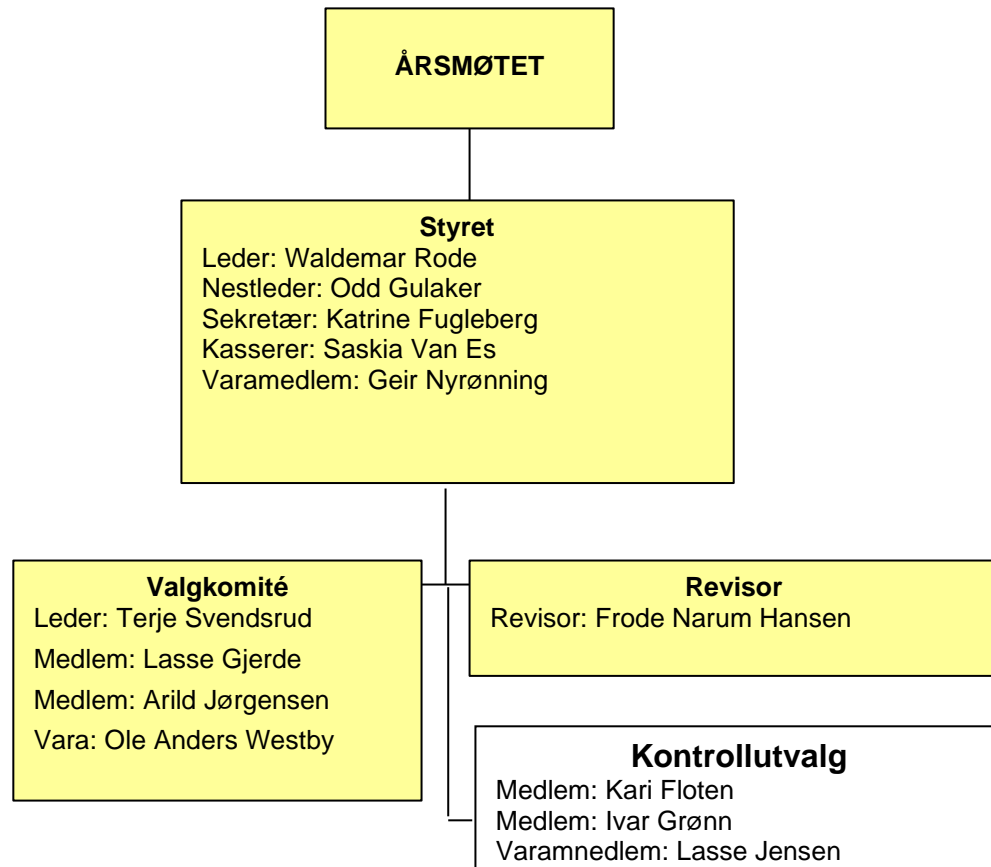 ÅRSMØTET
Styret
Leder: Waldemar Rode
Nestleder: Odd Gulaker
Sekretær: Katrine Fugleberg
Kasserer: Saskia Van Es
Varamedlem: Geir Nyrønning
Valgkomité
Leder: Terje Svendsrud
Medlem: Lasse Gjerde
Medlem: Arild Jørgensen
Vara: Ole Anders Westby
Revisor
Revisor: Frode Narum Hansen
Kontrollutvalg
Medlem: Kari Floten
Medlem: Ivar Grønn
Varamnedlem: Lasse Jensen